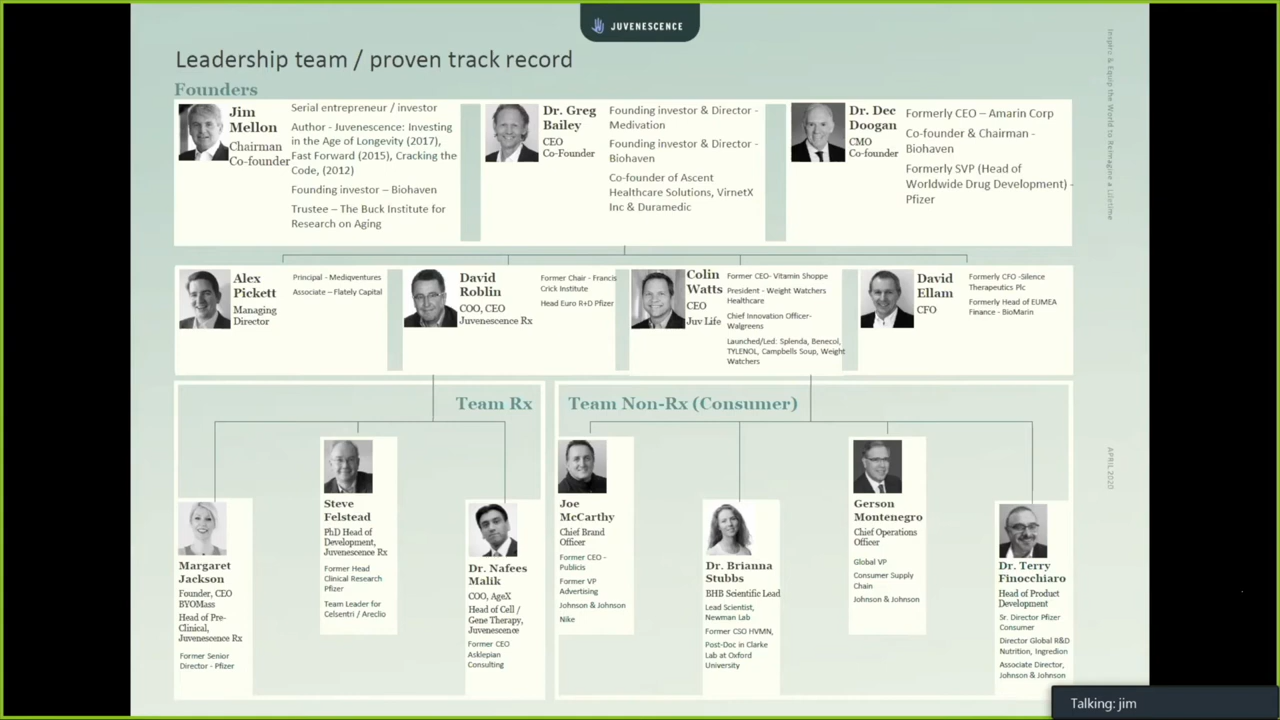 JUVENESCENCE
Leadership team / proven track record
Founders
Jim
Mellon
Chairman
Co-founder
Serial entrepreneur / investor
Author - Juvenescence: Investing
in the Age of Longevity (2017),
Fast Forward (2015), Cracking the
Code, (2012)
Founding investor – Biohaven
Trustee – The Buck Institute for
Research on Aging
Dr. Greg
Bailey
CEO
Co-Founder
Founding investor & Director -
Medivation
Founding investor & Director -
Biohaven
Co-founder of Ascent
Healthcare Solutions, VirnetX
Inc & Duramedic
Dr. Dec
Doogan
CMO
Co-founder
Formerly CEO – Amarin Corp
Co-founder & Chairman -
Biohaven
Formerly SVP (Head of
Worldwide Drug Development) -
Pfizer
Alex
Pickett
Managing
Director
Principal - Mediqventures
Associate – Flately Capital
David
Roblin
COO, CEO
Juvenescence Rx
Former Chair - Francis
Crick Institute
Head Euro R+D Pfizer
Colin
Watts
CEO
Juv Life
Former CEO- Vitamin Shoppe
President - Weight Watchers
Healthcare
Chief Innovation Officer-
Walgreens
Launched/Led: Splenda, Benecol,
TYLENOL, Campbells Soup, Weight
Watchers
David
Ellam
CFO
Formerly CFO -Silence
Therapeutics Plc
Formerly Head of EUMEA
Finance - BioMarin
Team Rx
Margaret
Jackson
Founder, CEO
BYOMass
Head of Pre-
Clinical,
Juvenescence Rx
Former Senior
Director - Pfizer
Steve
Felstead
PhD Head of
Development,
Juvenescence Rx
Former Head
Clinical Research
Pfizer
Team Leader for
Celsentri / Areclio
Dr. Nafees
Malik
COO, AgeX
Head of Cell /
Gene Therapy,
Juvenescence
Former CEO
Asklepian
Consulting
Team Non-Rx (Consumer)
Joe
McCarthy
Chief Brand
Officer
Former CEO -
Publicis
Former VP
Advertising
Johnson & Johnson
Nike
Dr. Brianna
Stubbs
BHB Scientific Lead
Lead Scientist,
Newman Lab
Former CSO HVMN,
Post-Doc in Clarke
Lab at Oxford
University
Gerson
Montenegro
Chief Operations
Officer
Global VP
Consumer Supply
Chain
Johnson & Johnson
Dr. Terry
Finocchiaro
Head of Product
Development
Sr. Director Pfizer
Consumer
Director Global R&D
Nutrition, Ingredion
Associate Director,
Johnson & Johnson
Inspire & Equip the World to Reimagine a Lifetime
APRIL 2020
Talking: jim